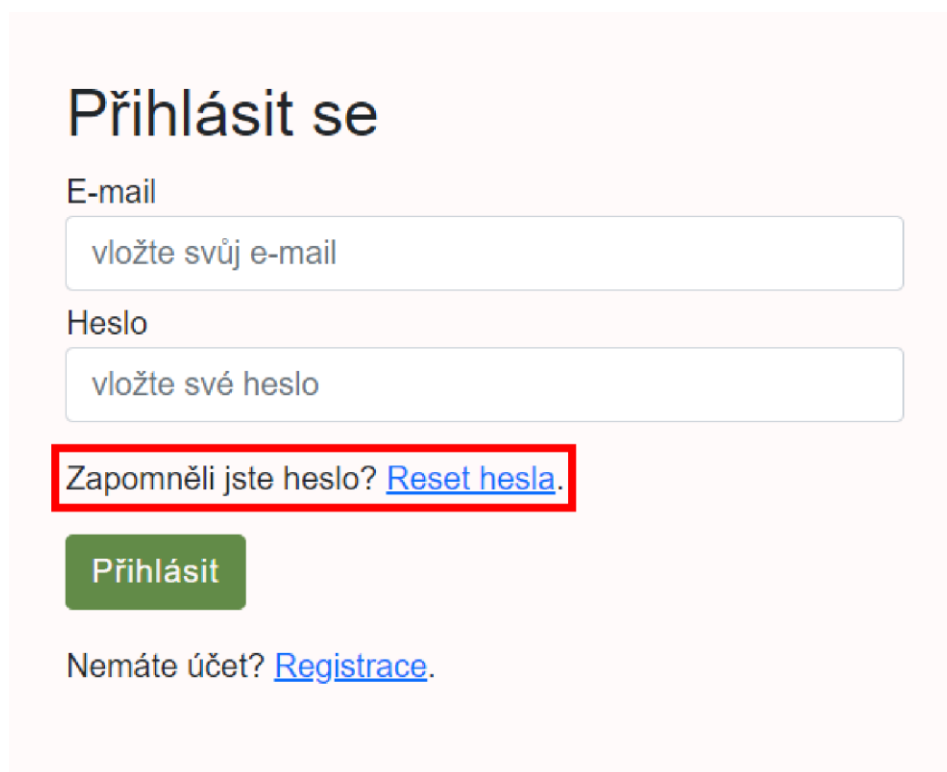 Přihlásit se
E-mail
vložte svůj e-mail
Heslo
vložte své heslo
Zapomněli jste heslo? Reset hesla.
Přihlásit
Nemáte účet? Registrace.